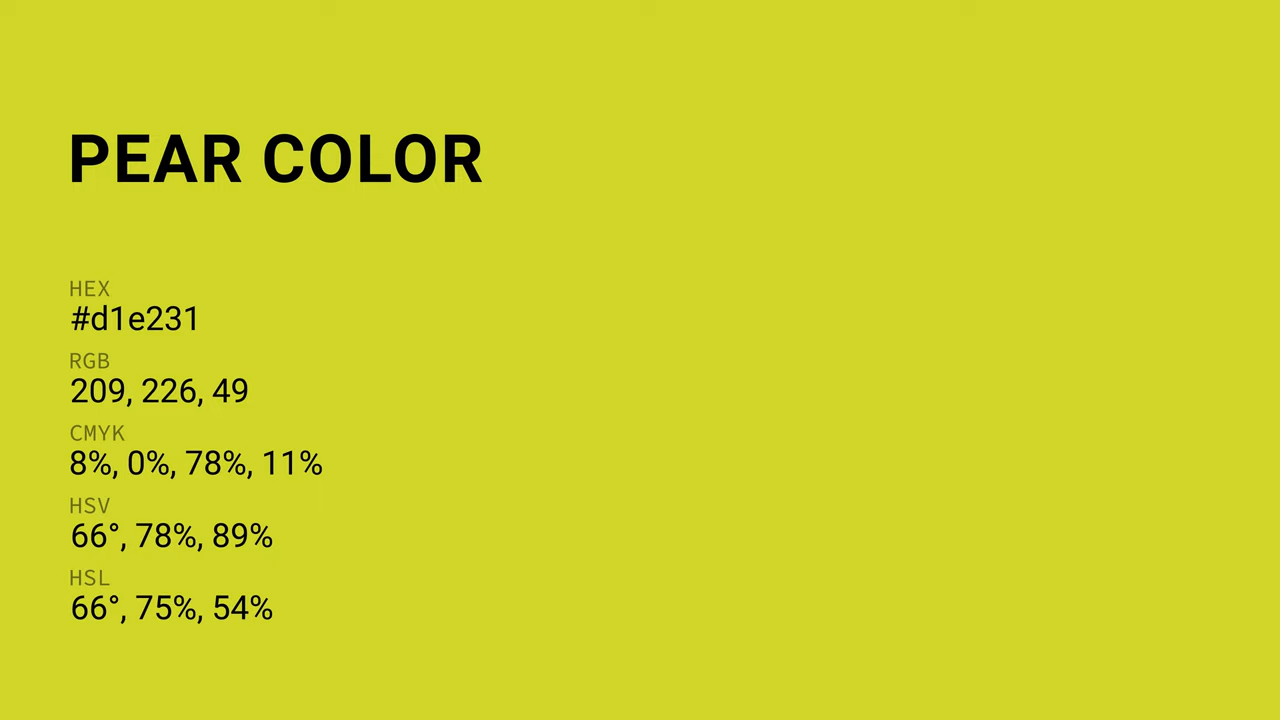 PEAR COLOR
HEX
#d1e231
RGB
209, 226, 49
CMYK
8%, 0%, 78%, 11%
HSV
66°, 78%, 89%
HSL
66°, 75%, 54%